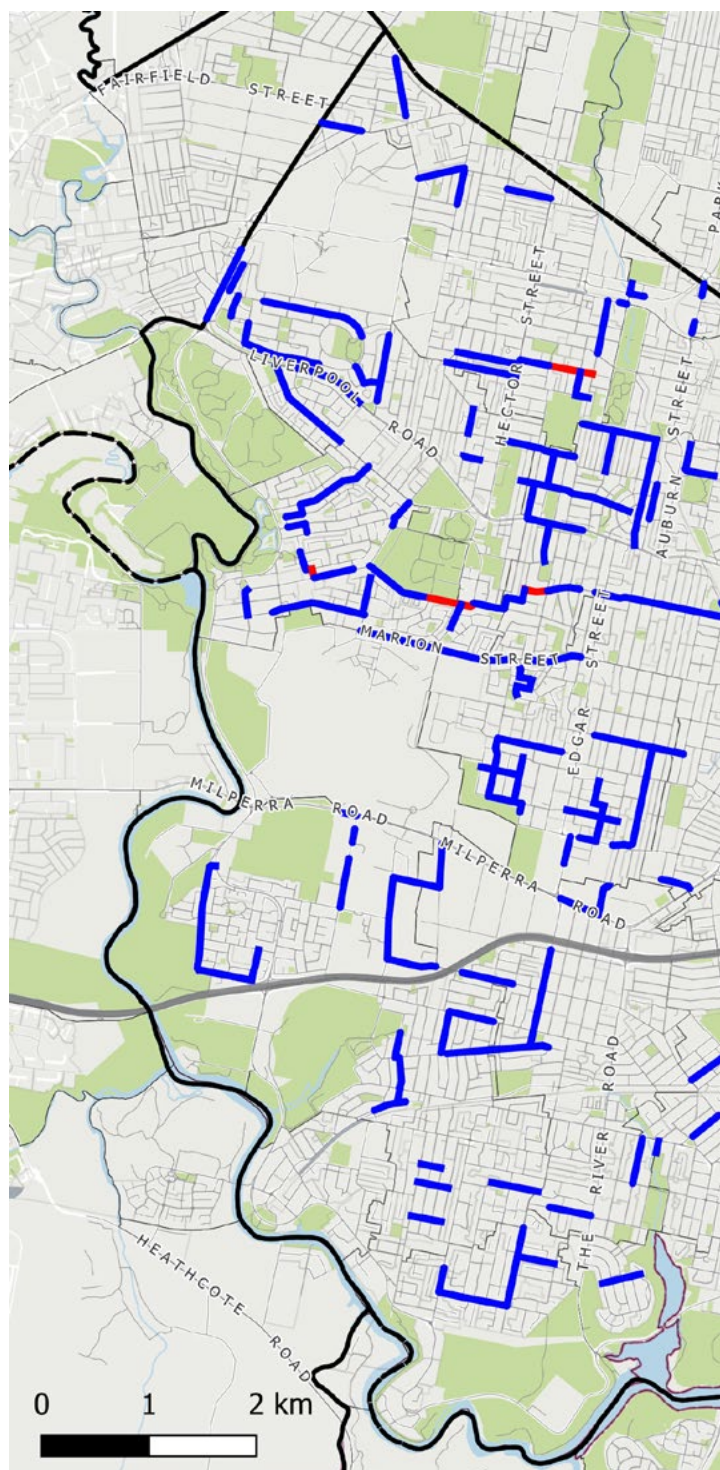 FAIRFIELD STREET
PARK
HECTOR STREET
LIVERPOOL ROAD
AUBURN STREET
MARION STREET
EDGAR STREET
MILPERRA ROAD
MILPERRA ROAD
THE RIVER ROAD
HEATHCOTE ROAD
0 1 2 km